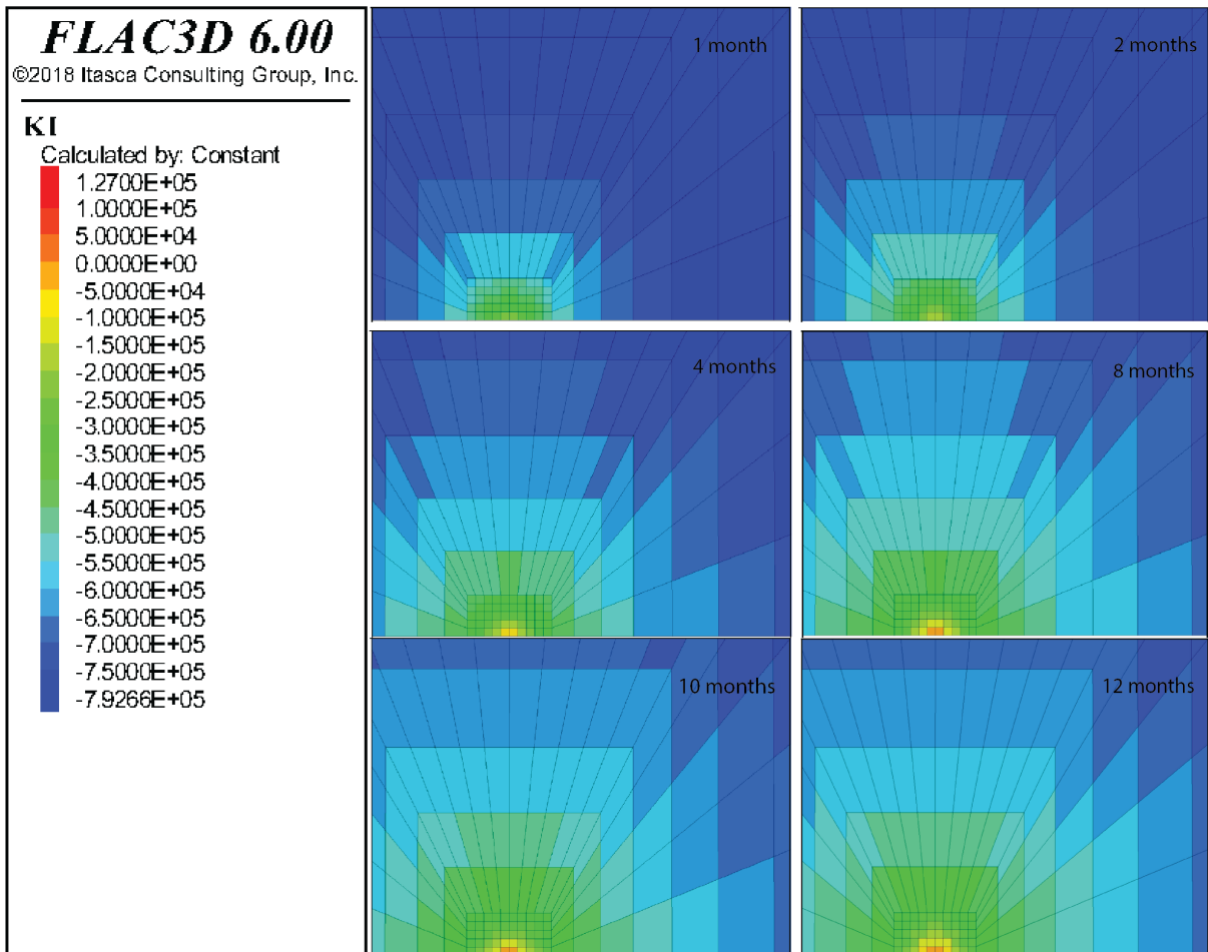 FLAC3D 6.00
©2018 Itasca Consulting Group, Inc.
KI
Calculated by: Constant
1.2700E+05
1.0000E+05
5.0000E+04
0.0000E+00
-5.0000E+04
-1.0000E+05
-1.5000E+05
-2.0000E+05
-2.5000E+05
-3.0000E+05
-3.5000E+05
-4.0000E+05
-4.5000E+05
-5.0000E+05
-5.5000E+05
-6.0000E+05
-6.5000E+05
-7.0000E+05
-7.5000E+05
-7.9266E+05
1 month
2 months
4 months
8 months
10 months
12 months